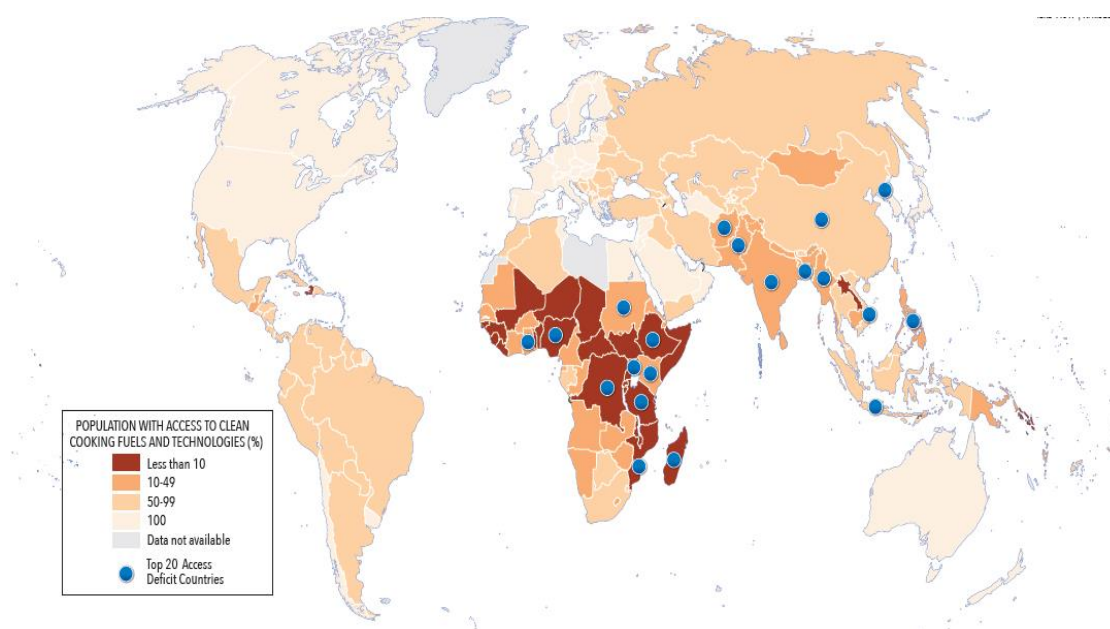 POPULATION WITH ACCESS TO CLEAN
COOKING FUELS AND TECHNOLOGIES (%)
Less than 10
10-49
50-99
100
Data not available
Top 20 Access
Deficit Countries